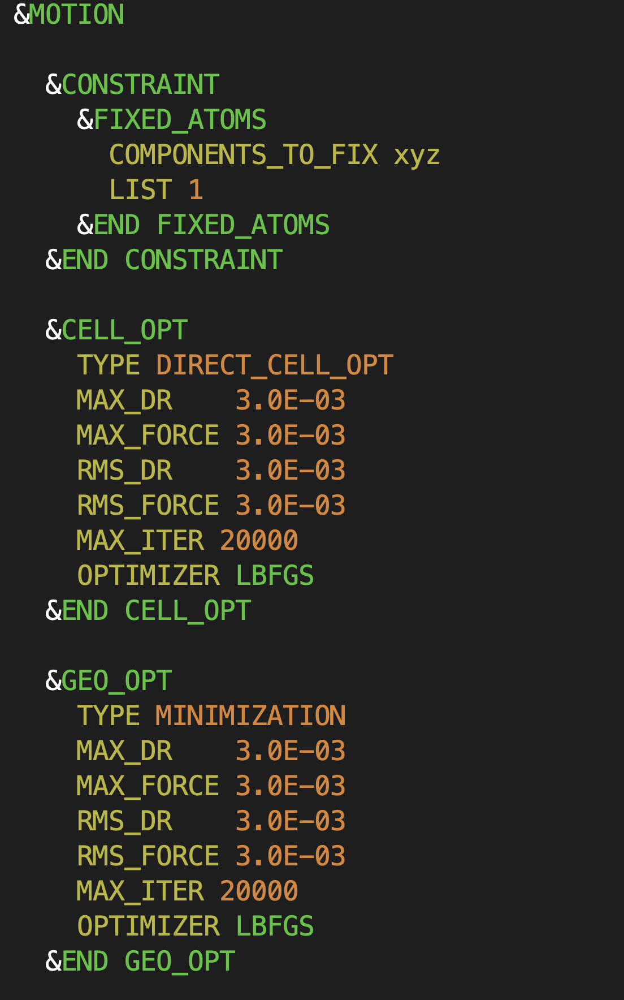 &MOTION
&CONSTRAINT
&FIXED_ATOMS
COMPONENTS_TO_FIX xyz
LIST 1
&END FIXED_ATOMS
&END CONSTRAINT
&CELL_OPT
TYPE DIRECT_CELL_OPT
MAX_DR    3.0E-03
MAX_FORCE 3.0E-03
RMS_DR    3.0E-03
RMS_FORCE 3.0E-03
MAX_ITER 20000
OPTIMIZER LBFGS
&END CELL_OPT
&GEO_OPT
TYPE MINIMIZATION
MAX_DR    3.0E-03
MAX_FORCE 3.0E-03
RMS_DR    3.0E-03
RMS_FORCE 3.0E-03
MAX_ITER 20000
OPTIMIZER LBFGS
&END GEO_OPT